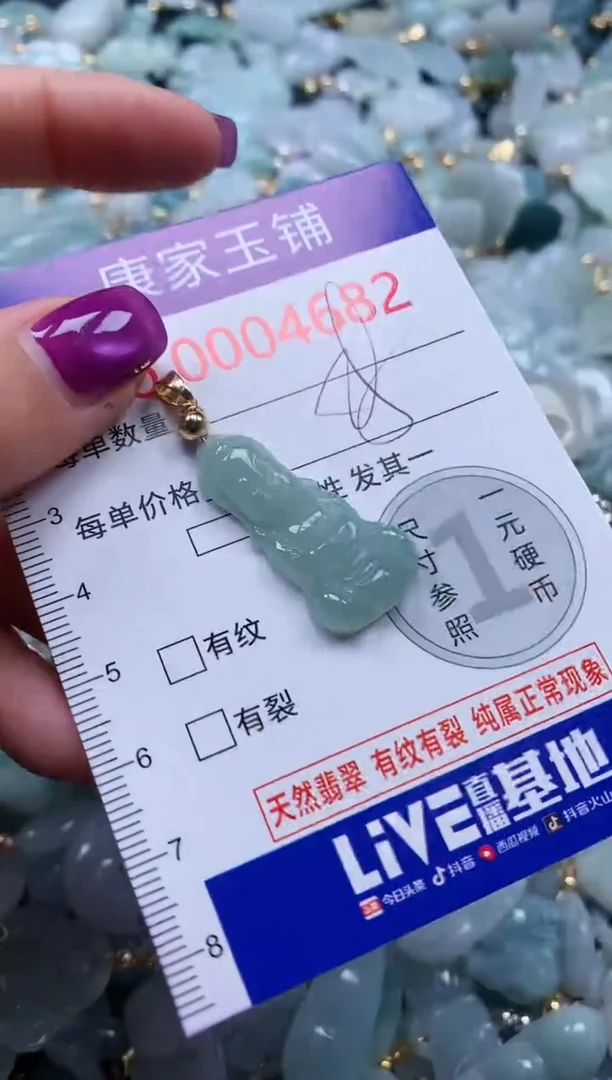 康家玉铺
0004682
每单数量
每单价格
性 发其一
一元硬币
1
尺寸参照
3
4
5
6
7
8
有纹
有裂
天然翡翠 有纹有裂 纯属正常现象
LiVE直播基地
今日头条 抖音 西瓜视频 抖音火山